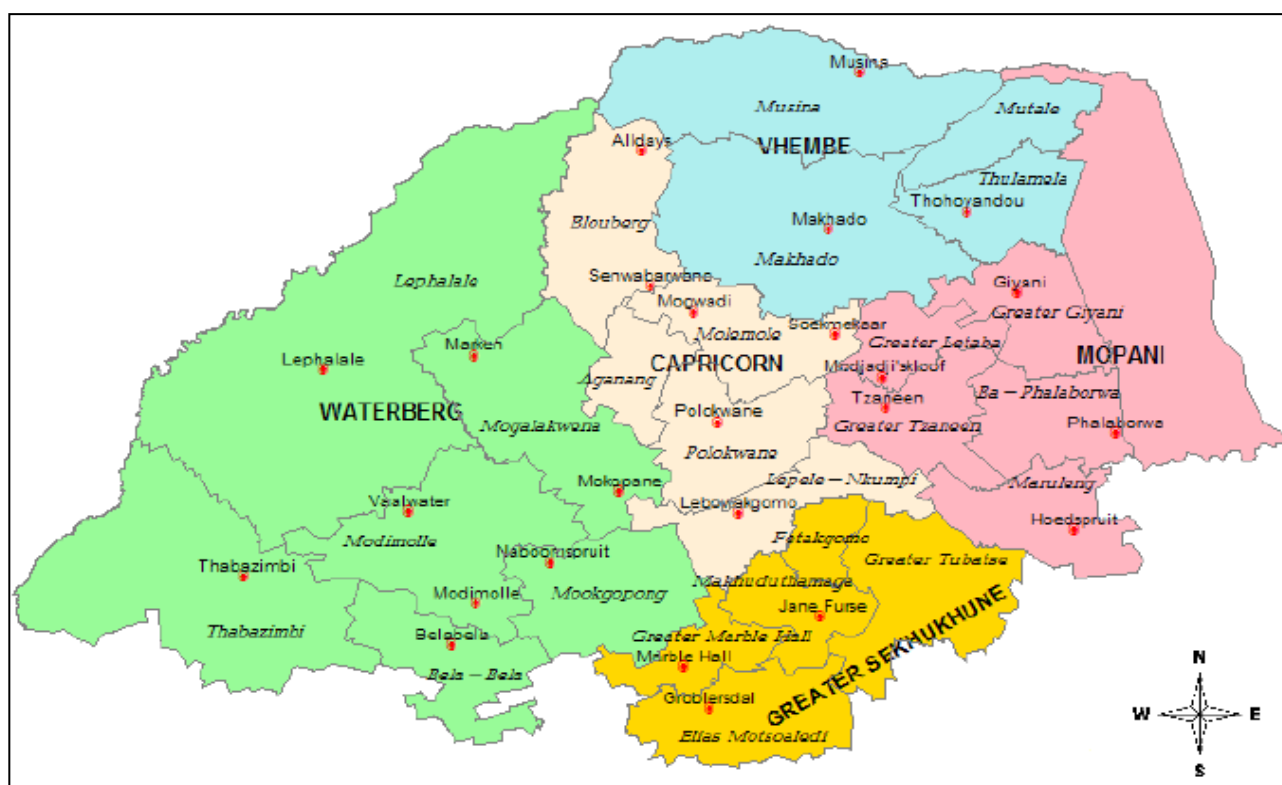 Musina
Musina
Mutale
Alldays
VHEMBE
Thulamela
Thohoyandou
Blouberg
Makhado
Makhado
Lephalale
Senwabarwana
Giyani
Mogwadi
Greater Giyani
Molemole
Soekmekaar
Greater Letaba
Marken
Lephalale
CAPRICORN
MOPANI
Aganang
Modjadji'skloof
Ba-Phalaborwa
Tzaneen
WATERBERG
Polokwane
Mogalakwena
Greater Tzaneen
Phalaborwa
Polokwane
Lepele-Nkumpi
Maruleng
Mokopane
Vaalwater
Lebowakgomo
Hoedspruit
Modimolle
Fetakgomo
Naboomspruit
Greater Tubatse
Thabazimbi
Makhuduthamaga
Modimolle
Mookgopong
Jane Furse
Thabazimbi
Belabela
Greater Marble Hall
GREATER SEKHUKHUNE
Marble Hall
Bela-Bela
Groblersdal
Elias Motsoaledi
N
W E
S